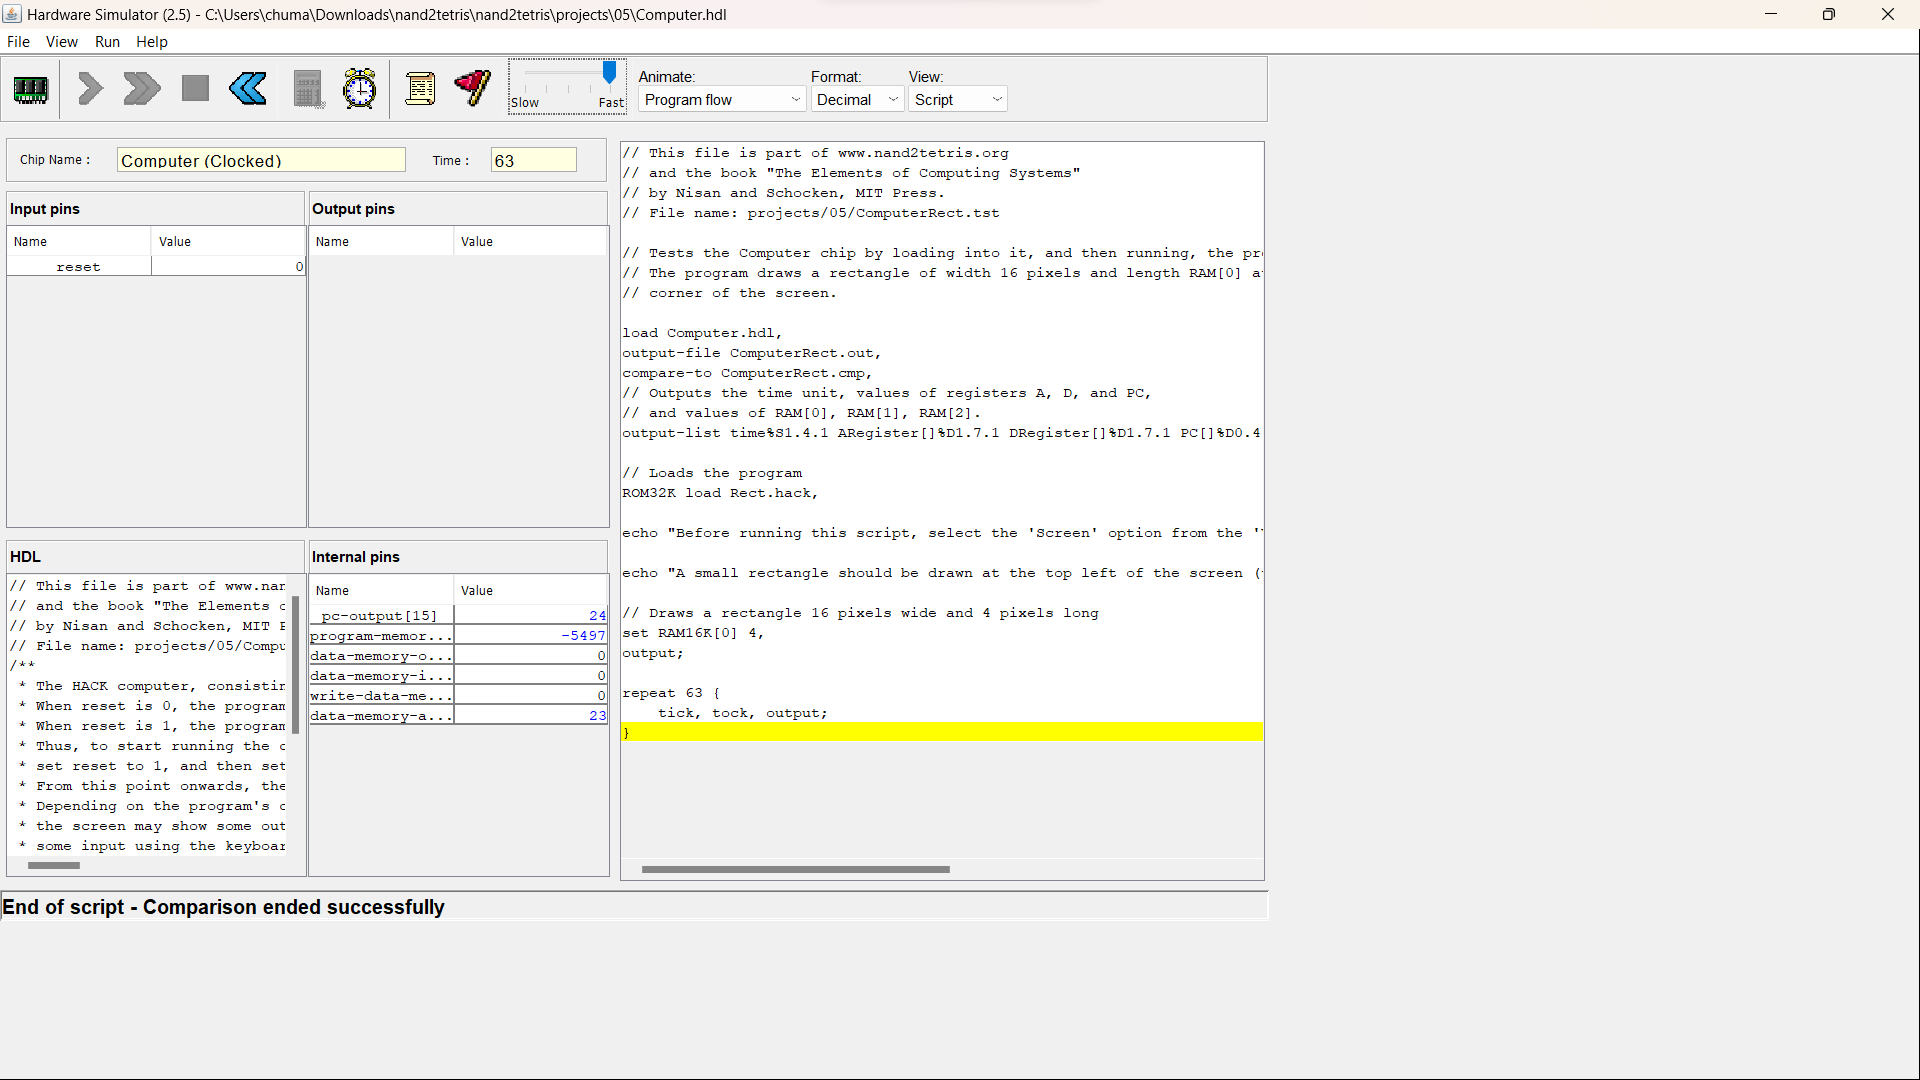 Hardware Simulator (2.5) - C:\Users\chuma\Downloads\nand2tetris\nand2tetris\projects\05\Computer.hdl
File View Run Help
Slow Fast
Animate:
Program flow
Format:
Decimal
View:
Script
Chip Name :
Computer (Clocked)
Time :
63
Input pins
Name Value
reset 0
Output pins
Name Value
HDL
// This file is part of www.nan
// and the book "The Elements c
// by Nisan and Schocken, MIT P
// File name: projects/05/Compu
/**
* The HACK computer, consistin
* When reset is 0, the program
* When reset is 1, the program
* Thus, to start running the c
* set reset to 1, and then set
* From this point onwards, the
* Depending on the program's c
* the screen may show some out
* some input using the keyboar
Internal pins
Name Value
pc-output[15] 24
program-memor... -5497
data-memory-o... 0
data-memory-i... 0
write-data-me... 0
data-memory-a... 23
// This file is part of www.nand2tetris.org
// and the book "The Elements of Computing Systems"
// by Nisan and Schocken, MIT Press.
// File name: projects/05/ComputerRect.tst
// Tests the Computer chip by loading into it, and then running, the pr
// The program draws a rectangle of width 16 pixels and length RAM[0] a
// corner of the screen.
load Computer.hdl,
output-file ComputerRect.out,
compare-to ComputerRect.cmp,
// Outputs the time unit, values of registers A, D, and PC,
// and values of RAM[0], RAM[1], RAM[2].
output-list time%S1.4.1 ARegister[]%D1.7.1 DRegister[]%D1.7.1 PC[]%D0.4
// Loads the program
ROM32K load Rect.hack,
echo "Before running this script, select the 'Screen' option from the '
echo "A small rectangle should be drawn at the top left of the screen (
// Draws a rectangle 16 pixels wide and 4 pixels long
set RAM16K[0] 4,
output;
repeat 63 {
tick, tock, output;
}
End of script - Comparison ended successfully